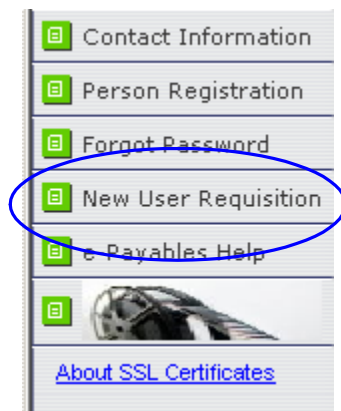 Contact Information
Person Registration
Forgot Password
New User Requisition
e-Payables Help
About SSL Certificates